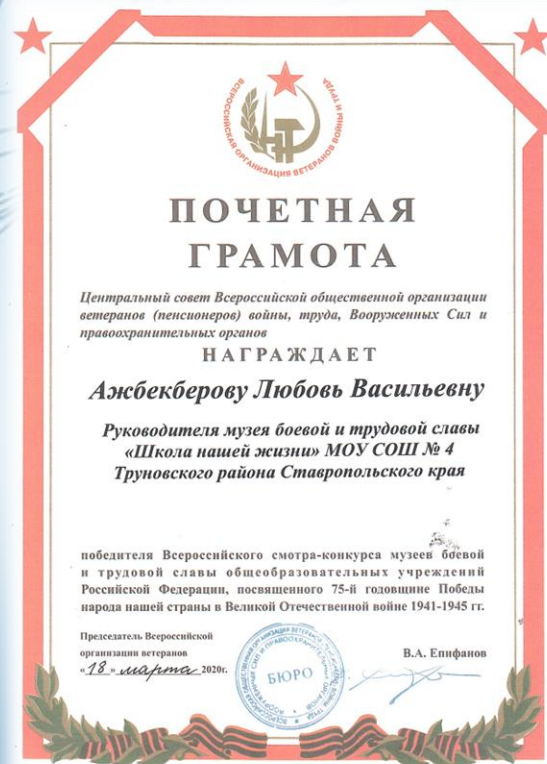 ВСЕРОССИЙСКАЯ ОРГАНИЗАЦИЯ ВЕТЕРАНОВ ВОЙНЫ И ТРУДА
ПОЧЕТНАЯ
ГРАМОТА
Центральный совет Всероссийской общественной организации
ветеранов (пенсионеров) войны, труда, Вооруженных Сил и
правоохранительных органов
НАГРАЖДАЕТ
Ажбекберову Любовь Васильевну
Руководителя музея боевой и трудовой славы
«Школа нашей жизни» МОУ СОШ № 4
Труновского района Ставропольского края
победителя Всероссийского смотра-конкурса музеев боевой
и трудовой славы общеобразовательных учреждений
Российской Федерации, посвященного 75-й годовщине Победы
народа нашей страны в Великой Отечественной войне 1941-1945 гг.
Председатель Всероссийской
организации ветеранов
«18» марта 2020г.
БЮРО
В.А. Епифанов